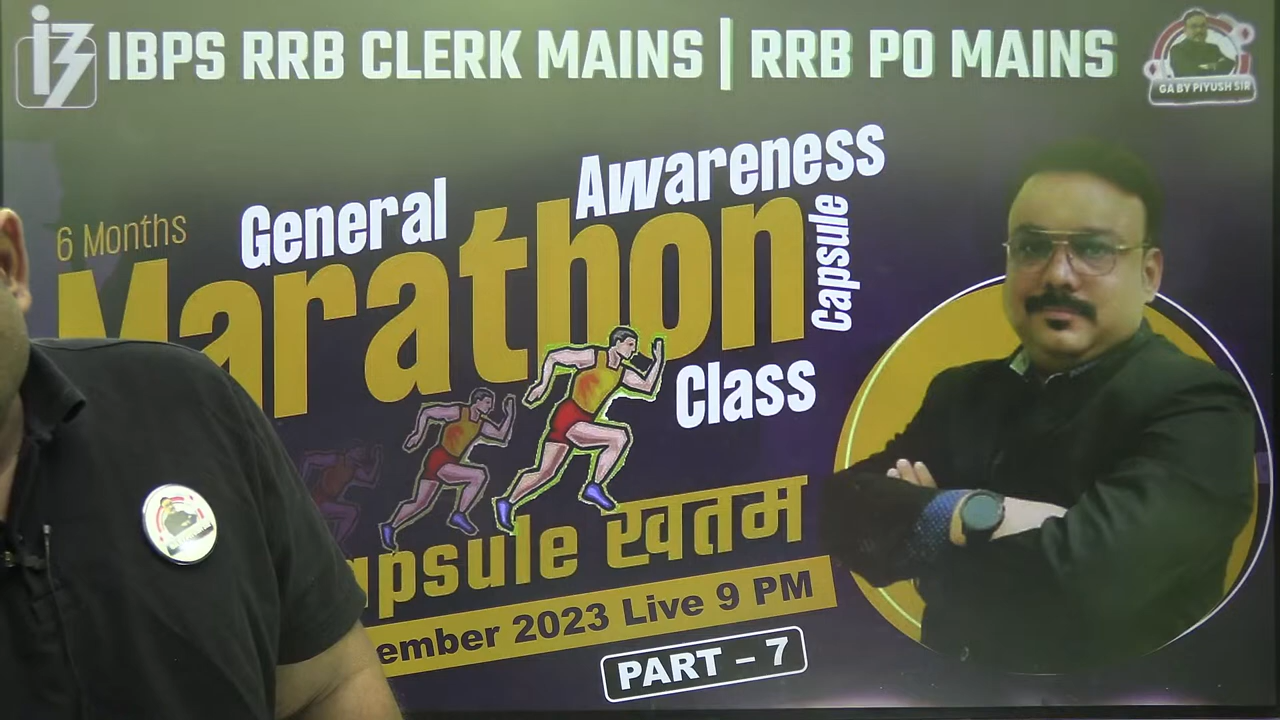 IBPS RRB CLERK MAINS | RRB PO MAINS
GA BY PIYUSH SIR
6 Months
General
Awareness
Marathon
Capsule
Class
खतम
2023 Live 9 PM
PART – 7